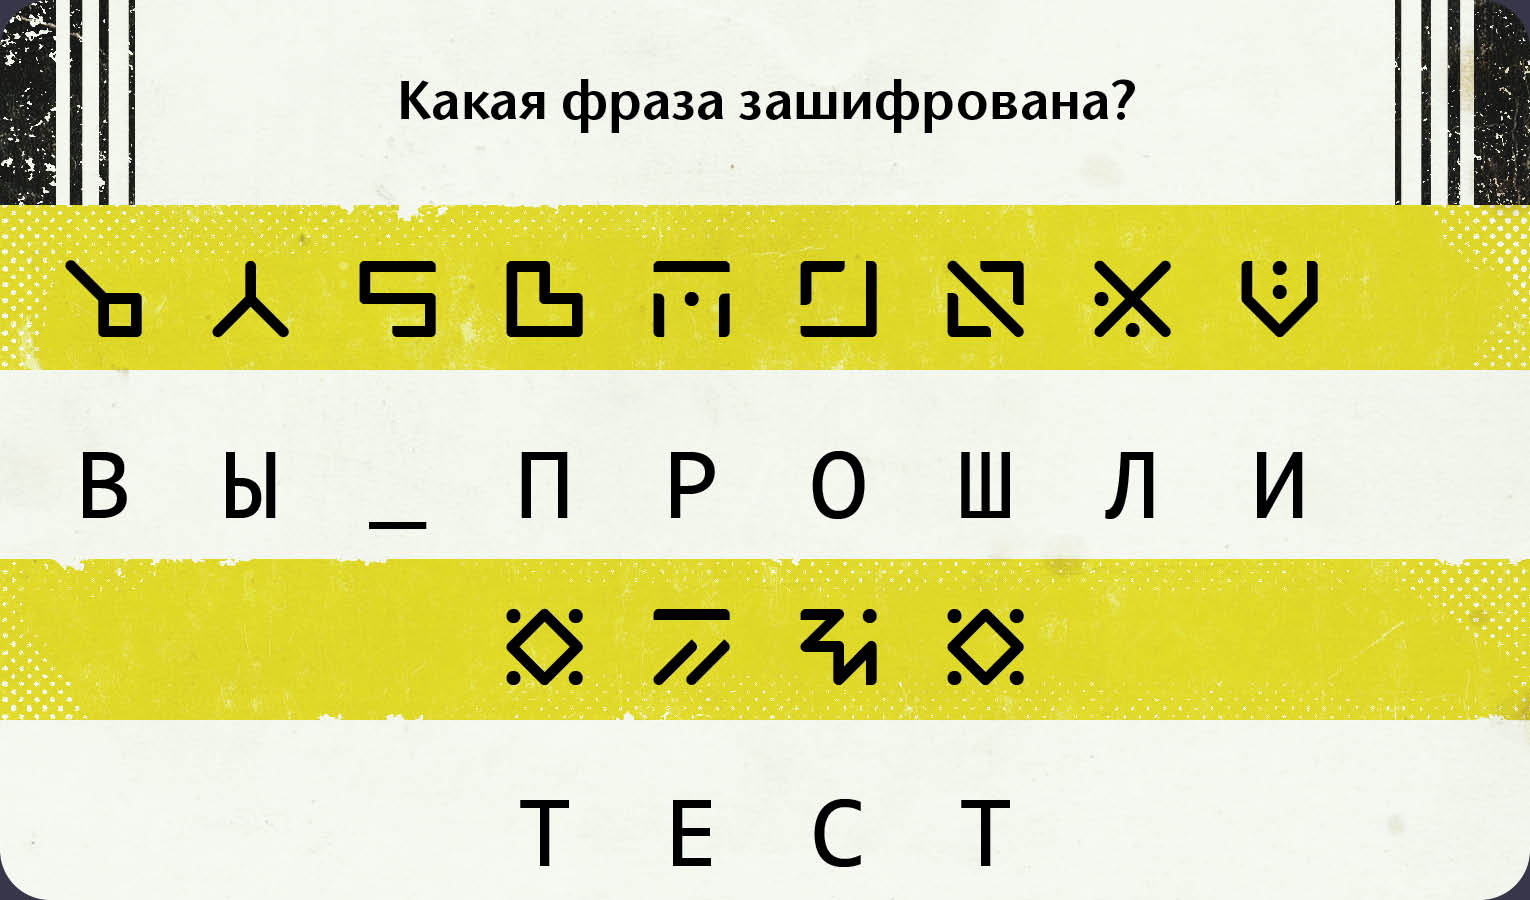 Какая фраза зашифрована?
В Ы _ П Р О Ш Л И
Т Е С Т